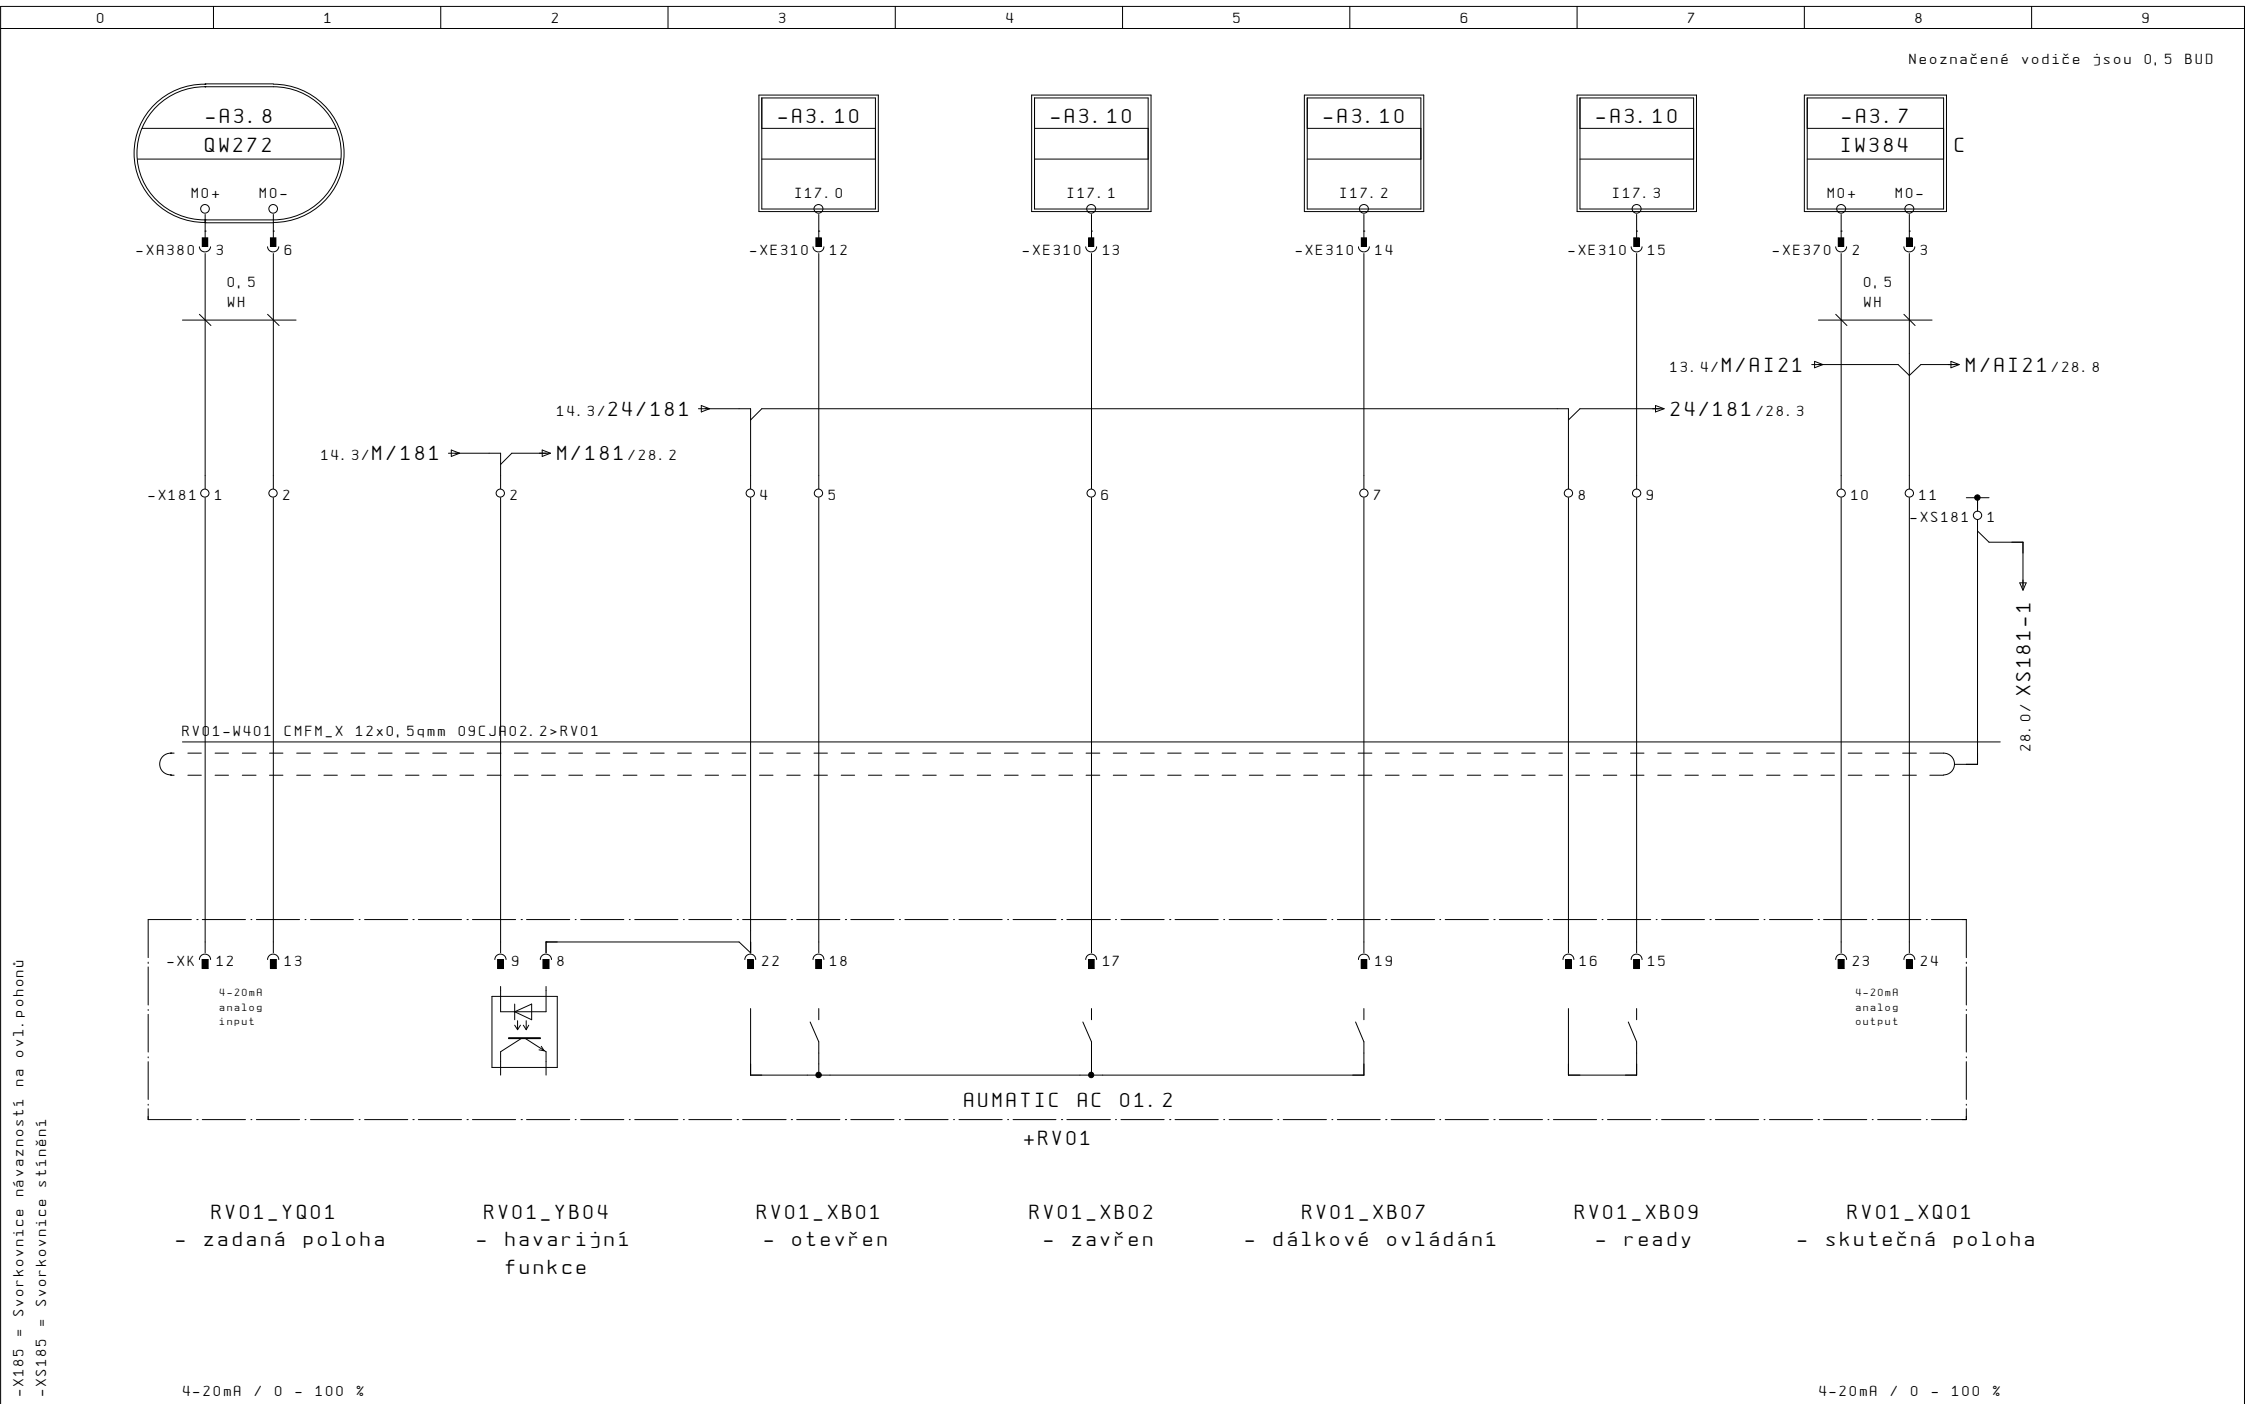 0 1 2 3 4 5 6 7 8 9
Neoznačené vodiče jsou 0,5 BUD
-A3.8 -A3.10 -A3.10 -A3.10 -A3.10 -A3.7
QW272 IW384 C
M0+ M0- I17.0 I17.1 I17.2 I17.3 M0+ M0-
-XA380 3 6 -XE310 12 -XE310 13 -XE310 14 -XE310 15 -XE370 2 3
0,5 0,5
WH WH
13.4/M/AI21 M/AI21/28.8
14.3/24/181 24/181/28.3
14.3/M/181 M/181/28.2
-X181 1 2 2 4 5 6 7 8 9 10 11
-XS181 1
28.0/XS181-1
RV01-W401 CMFM_X 12x0,5qmm 09CJA02.2>RV01
-XK 12 13 9 8 22 18 17 19 16 15 23 24
4-20mA 4-20mA
analog analog
input output
AUMATIC AC 01.2
+RV01
RV01_YQ01 RV01_YB04 RV01_XB01 RV01_XB02 RV01_XB07 RV01_XB09 RV01_XQ01
- zadaná poloha - havarijní - otevřen - zavřen - dálkové ovládání - ready - skutečná poloha
funkce
-X185 = Svorkovnice návazností na ovl.pohonů
-XS185 = Svorkovnice stínění
4-20mA / 0 - 100 % 4-20mA / 0 - 100 %